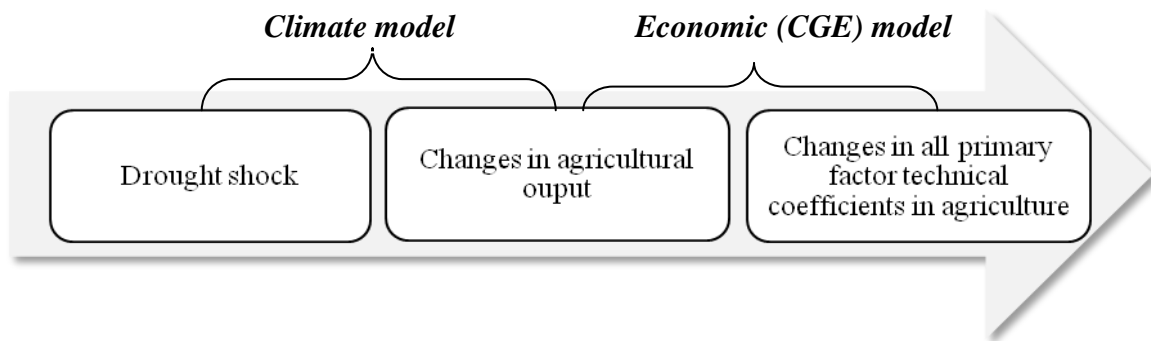 Climate model
Economic (CGE) model
Drought shock
Changes in agricultural
ouput
Changes in all primary
factor technical
coefficients in agriculture